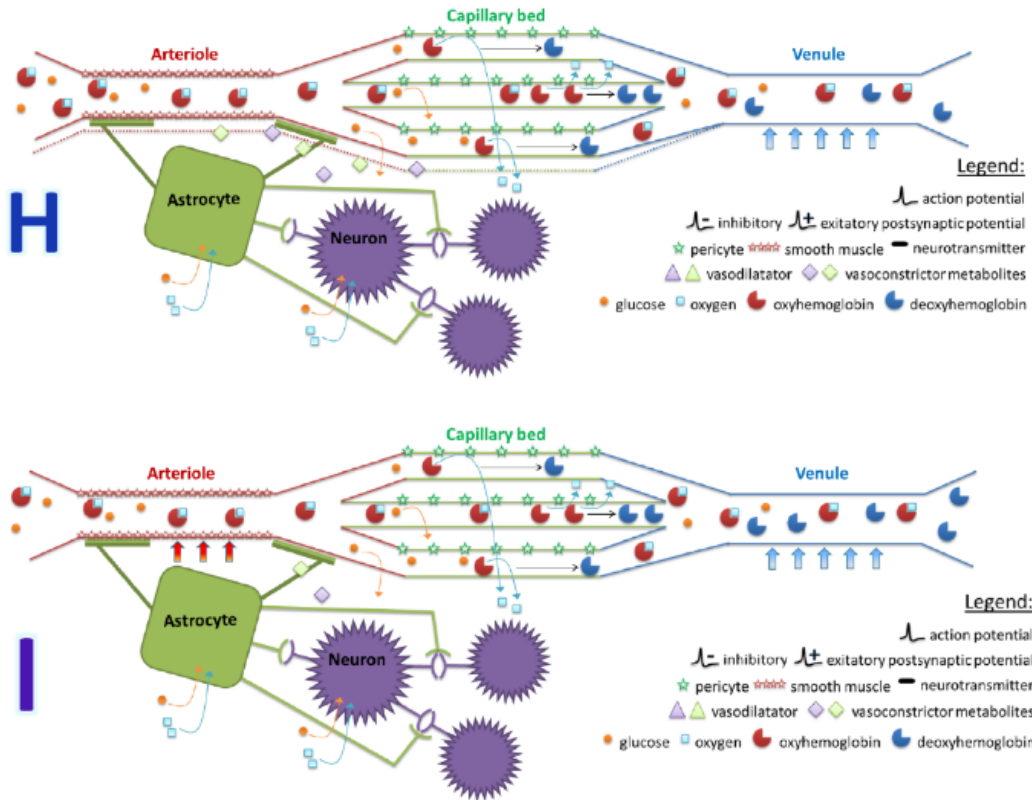 Capillary bed
Arteriole
Venule
Legend:
Astrocyte
H
action potential
Neuron
inhibitory exitatory postsynaptic potential
pericyte smooth muscle neurotransmitter
vasodilatator vasoconstrictor metabolites
glucose oxygen oxyhemoglobin deoxyhemoglobin
Capillary bed
Arteriole
Venule
Legend:
Astrocyte
I
action potential
Neuron
inhibitory exitatory postsynaptic potential
pericyte smooth muscle neurotransmitter
vasodilatator vasoconstrictor metabolites
glucose oxygen oxyhemoglobin deoxyhemoglobin